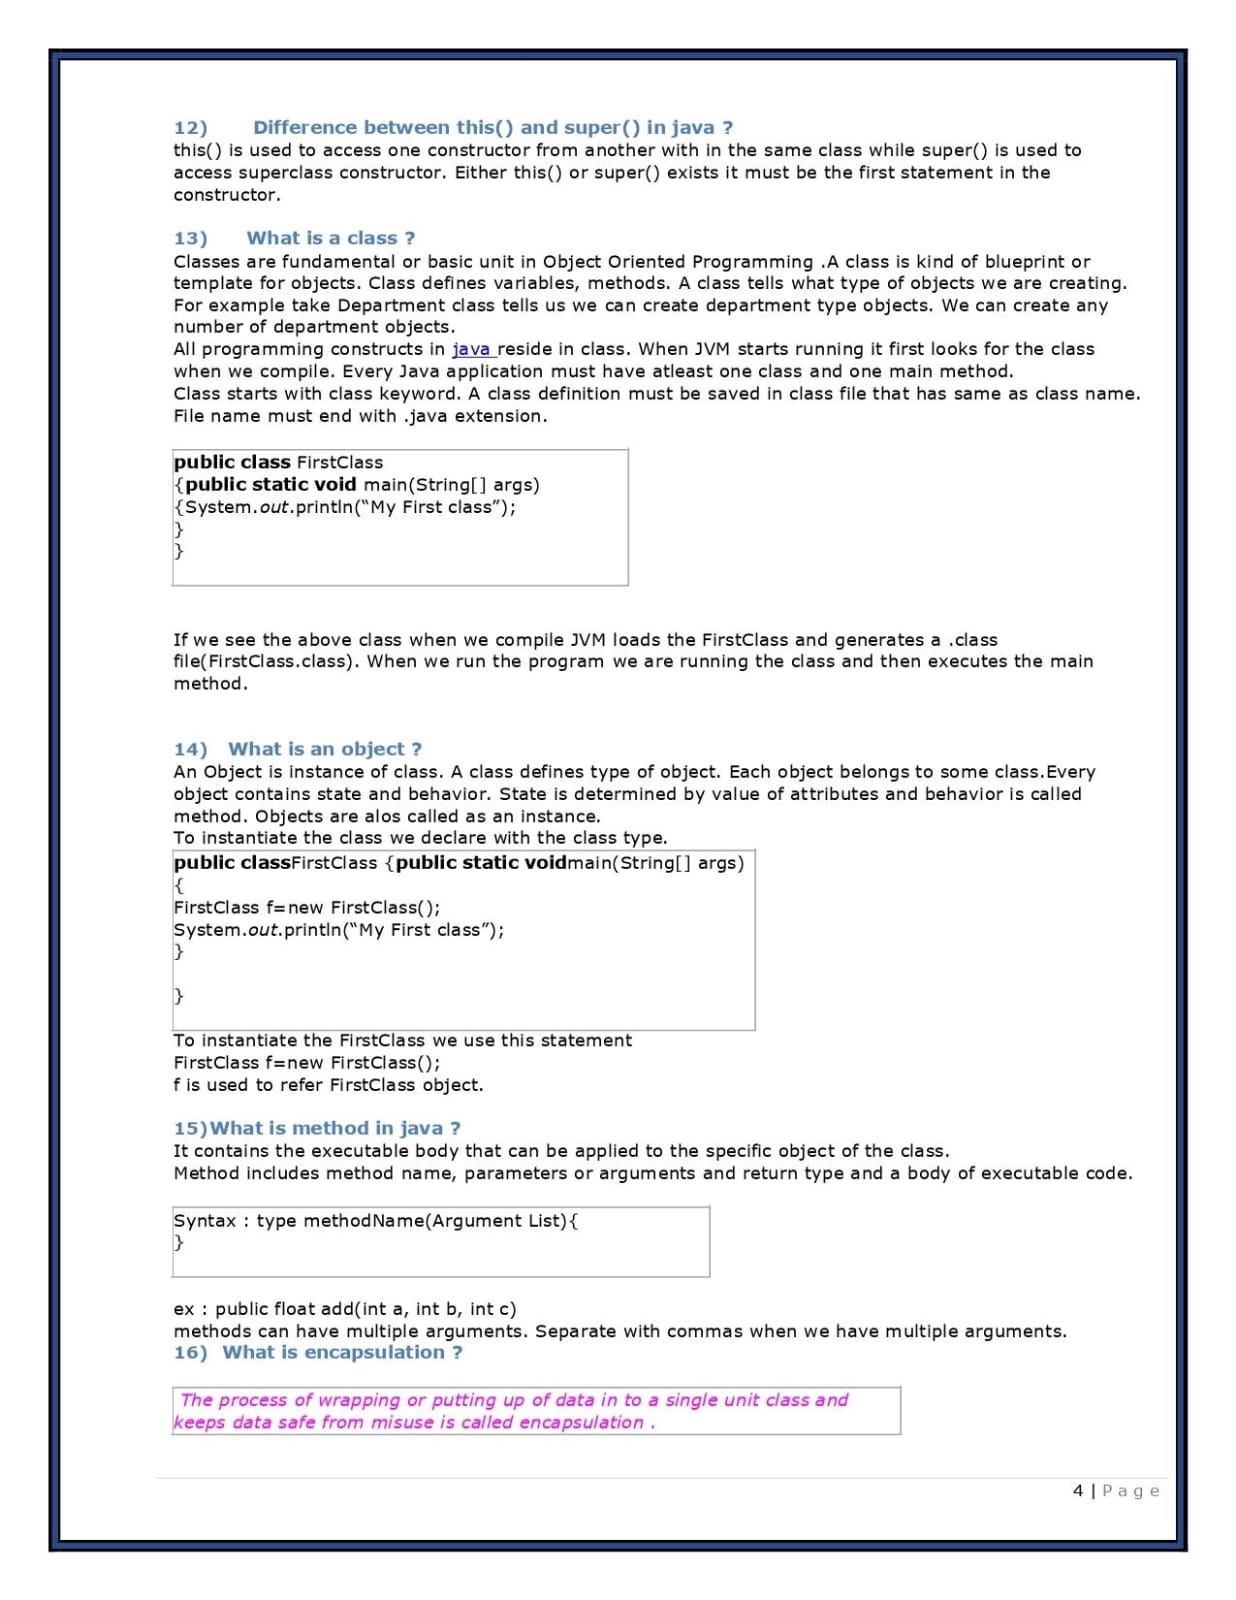 12) Difference between this() and super() in java ?
this() is used to access one constructor from another with in the same class while super() is used to
access superclass constructor. Either this() or super() exists it must be the first statement in the
constructor.
13) What is a class ?
Classes are fundamental or basic unit in Object Oriented Programming .A class is kind of blueprint or
template for objects. Class defines variables, methods. A class tells what type of objects we are creating.
For example take Department class tells us we can create department type objects. We can create any
number of department objects.
All programming constructs in java reside in class. When JVM starts running it first looks for the class
when we compile. Every Java application must have atleast one class and one main method.
Class starts with class keyword. A class definition must be saved in class file that has same as class name.
File name must end with .java extension.
public class FirstClass
{public static void main(String[] args)
{System.out.println(“My First class”);
}
}
If we see the above class when we compile JVM loads the FirstClass and generates a .class
file(FirstClass.class). When we run the program we are running the class and then executes the main
method.
14) What is an object ?
An Object is instance of class. A class defines type of object. Each object belongs to some class.Every
object contains state and behavior. State is determined by value of attributes and behavior is called
method. Objects are alos called as an instance.
To instantiate the class we declare with the class type.
public classFirstClass {public static voidmain(String[] args)
{
FirstClass f=new FirstClass();
System.out.println(“My First class”);
}
}
To instantiate the FirstClass we use this statement
FirstClass f=new FirstClass();
f is used to refer FirstClass object.
15)What is method in java ?
It contains the executable body that can be applied to the specific object of the class.
Method includes method name, parameters or arguments and return type and a body of executable code.
Syntax : type methodName(Argument List){
}
ex : public float add(int a, int b, int c)
methods can have multiple arguments. Separate with commas when we have multiple arguments.
16) What is encapsulation ?
The process of wrapping or putting up of data in to a single unit class and
keeps data safe from misuse is called encapsulation .
4 | Page